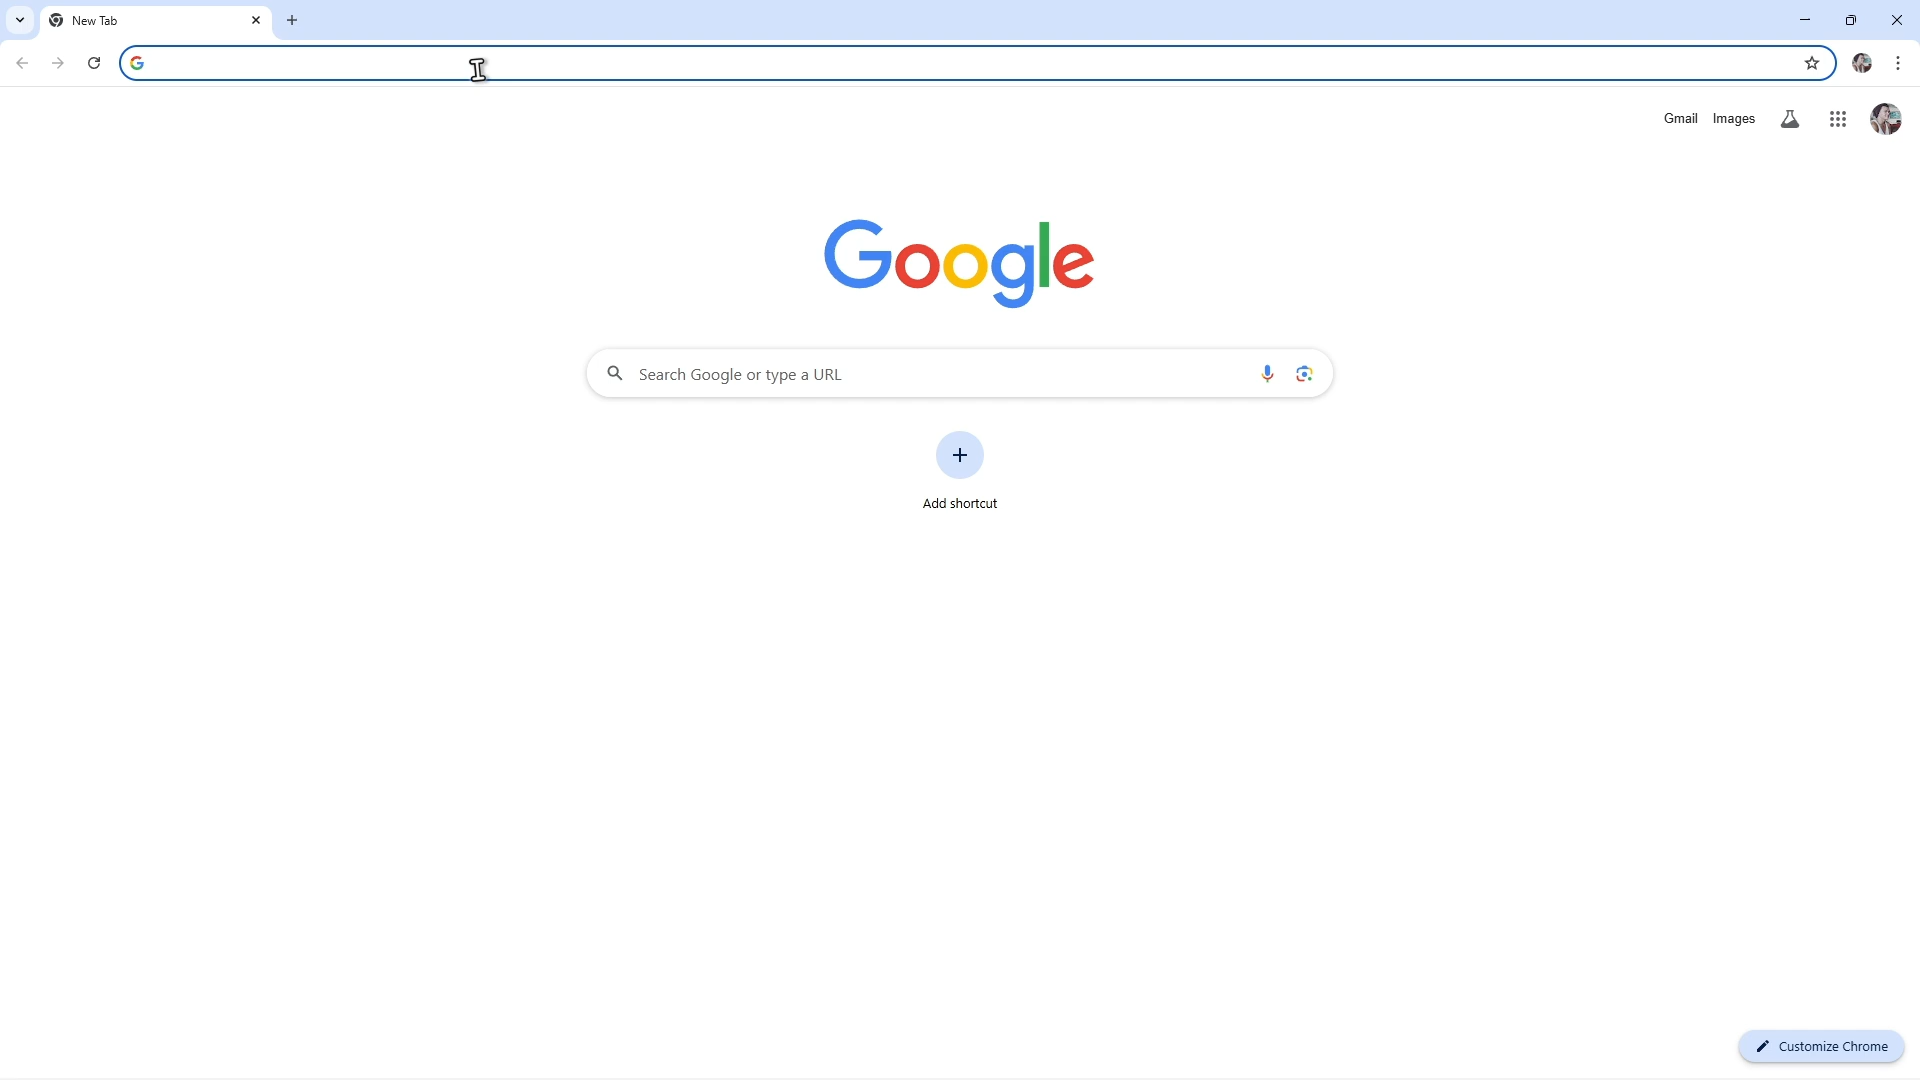 New Tab
Gmail
Images
Google
Search Google or type a URL
Add shortcut
Customize Chrome